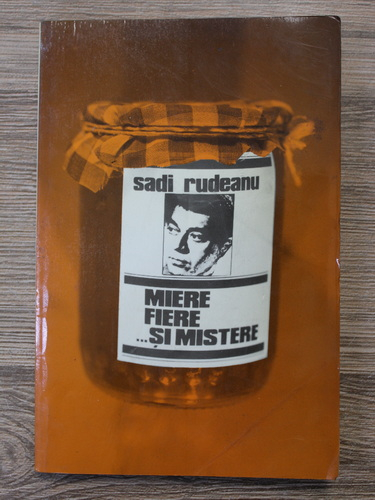 sadi rudeanu
MIERE
FIERE
...ȘI MISTERE